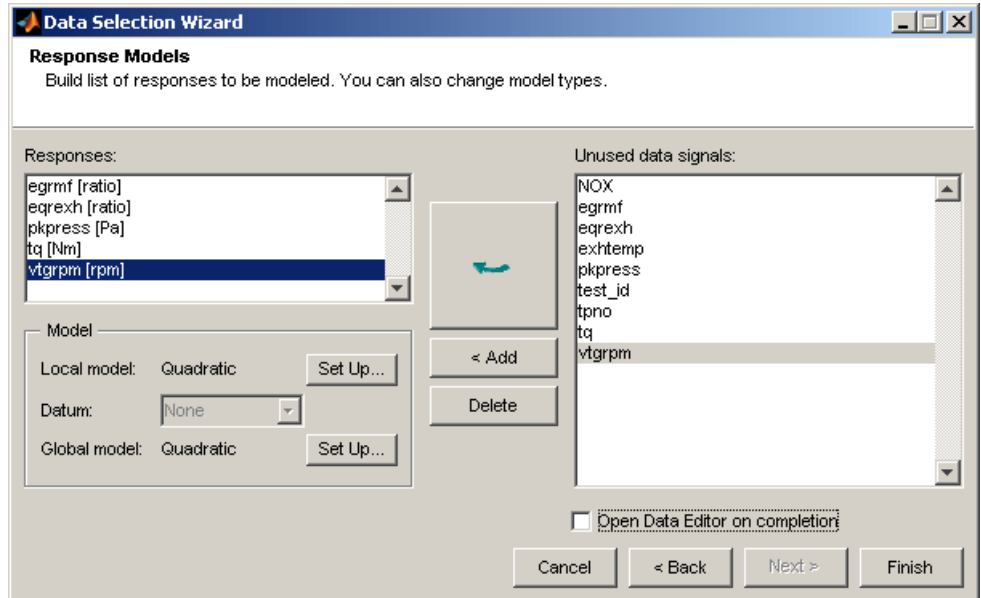 Data Selection Wizard
Response Models
Build list of responses to be modeled. You can also change model types.
Responses:
egrmf [ratio]
eqrexh [ratio]
pkpress [Pa]
tq [Nm]
vtgrpm [rpm]
Model
Local model: Quadratic Set Up...
Datum: None
Global model: Quadratic Set Up...
< Add
Delete
Unused data signals:
NOX
egrmf
eqrexh
exhtemp
pkpress
test_id
tpno
tq
vtgrpm
Open Data Editor on completion
Cancel < Back Next > Finish